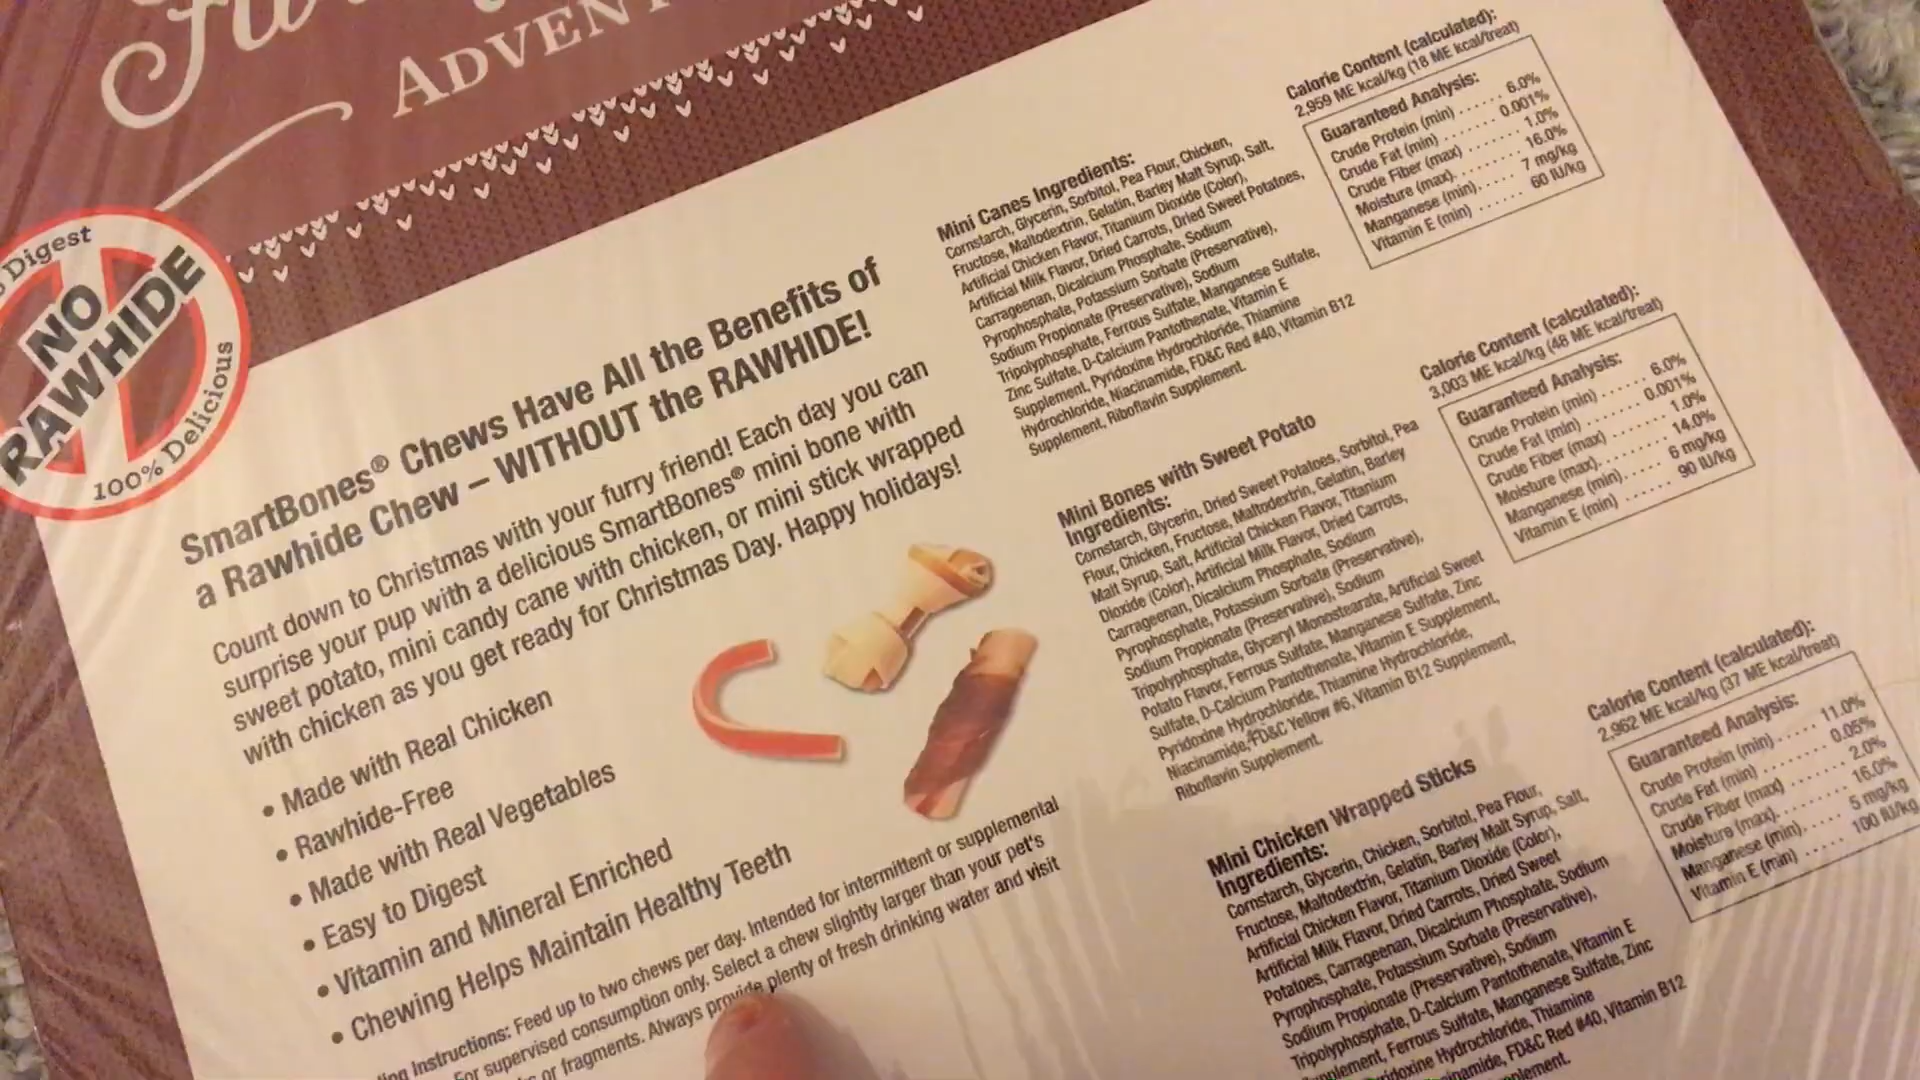 ADVENT
Digest
NO
RAWHIDE
100% Delicious
SmartBones® Chews Have All the Benefits of
a Rawhide Chew – WITHOUT the RAWHIDE!
Count down to Christmas with your furry friend! Each day you can
surprise your pup with a delicious SmartBones® mini bone with
sweet potato, mini candy cane with chicken, or mini stick wrapped
with chicken as you get ready for Christmas Day. Happy holidays!
• Made with Real Chicken
• Rawhide-Free
• Made with Real Vegetables
• Easy to Digest
• Vitamin and Mineral Enriched
• Chewing Helps Maintain Healthy Teeth
Instructions: Feed up to two chews per day. Intended for intermittent or supplemental
For supervised consumption only. Select a chew slightly larger than your pet's
or fragments. Always provide plenty of fresh drinking water and visit
Mini Canes Ingredients:
Cornstarch, Glycerin, Sorbitol, Pea Flour, Chicken,
Fructose, Maltodextrin, Gelatin, Barley Malt Syrup, Salt,
Artificial Chicken Flavor, Titanium Dioxide (Color),
Artificial Milk Flavor, Dried Carrots, Dried Sweet Potatoes,
Carrageenan, Dicalcium Phosphate, Sodium
Pyrophosphate, Potassium Sorbate (Preservative),
Sodium Propionate (Preservative), Sodium
Tripolyphosphate, Ferrous Sulfate, Manganese Sulfate,
Zinc Sulfate, D-Calcium Pantothenate, Vitamin E
Supplement, Pyridoxine Hydrochloride, Thiamine
Hydrochloride, Niacinamide, FD&C Red #40, Vitamin B12
Supplement, Riboflavin Supplement.
Calorie Content (calculated):
2,959 ME kcal/kg (18 ME kcal/treat)
Guaranteed Analysis:
Crude Protein (min) ...... 6.0%
Crude Fat (min) ...... 0.001%
Crude Fiber (max) ...... 1.0%
Moisture (max) ...... 16.0%
Manganese (min) ...... 7 mg/kg
Vitamin E (min) ...... 60 IU/kg
Mini Bones with Sweet Potato
Ingredients:
Cornstarch, Glycerin, Dried Sweet Potatoes, Sorbitol, Pea
Flour, Chicken, Fructose, Maltodextrin, Gelatin, Barley
Malt Syrup, Salt, Artificial Chicken Flavor, Titanium
Dioxide (Color), Artificial Milk Flavor, Dried Carrots,
Carrageenan, Dicalcium Phosphate, Sodium
Pyrophosphate, Potassium Sorbate (Preservative),
Sodium Propionate (Preservative), Sodium
Tripolyphosphate, Glyceryl Monostearate, Artificial Sweet
Potato Flavor, Ferrous Sulfate, Manganese Sulfate, Zinc
Sulfate, D-Calcium Pantothenate, Vitamin E Supplement,
Pyridoxine Hydrochloride, Thiamine Hydrochloride,
Niacinamide, FD&C Yellow #6, Vitamin B12 Supplement,
Riboflavin Supplement.
Calorie Content (calculated):
3,003 ME kcal/kg (48 ME kcal/treat)
Guaranteed Analysis:
Crude Protein (min) ...... 6.0%
Crude Fat (min) ...... 0.001%
Crude Fiber (max) ...... 1.0%
Moisture (max) ...... 14.0%
Manganese (min) ...... 6 mg/kg
Vitamin E (min) ...... 90 IU/kg
Mini Chicken Wrapped Sticks
Ingredients:
Cornstarch, Glycerin, Chicken, Sorbitol, Pea Flour,
Fructose, Maltodextrin, Gelatin, Barley Malt Syrup, Salt,
Artificial Chicken Flavor, Titanium Dioxide (Color),
Artificial Milk Flavor, Dried Carrots, Dried Sweet
Potatoes, Carrageenan, Dicalcium Phosphate, Sodium
Pyrophosphate, Potassium Sorbate (Preservative),
Sodium Propionate (Preservative), Sodium
Tripolyphosphate, D-Calcium Pantothenate, Vitamin E
Supplement, Ferrous Sulfate, Manganese Sulfate, Zinc
Hydrochloride, Thiamine
FD&C Red #40, Vitamin B12
Calorie Content (calculated):
2,962 ME kcal/kg (37 ME kcal/treat)
Guaranteed Analysis:
Crude Protein (min) ...... 11.0%
Crude Fat (min) ...... 0.05%
Crude Fiber (max) ...... 2.0%
Moisture (max) ...... 16.0%
Manganese (min) ...... 5 mg/kg
Vitamin E (min) ...... 100 IU/kg